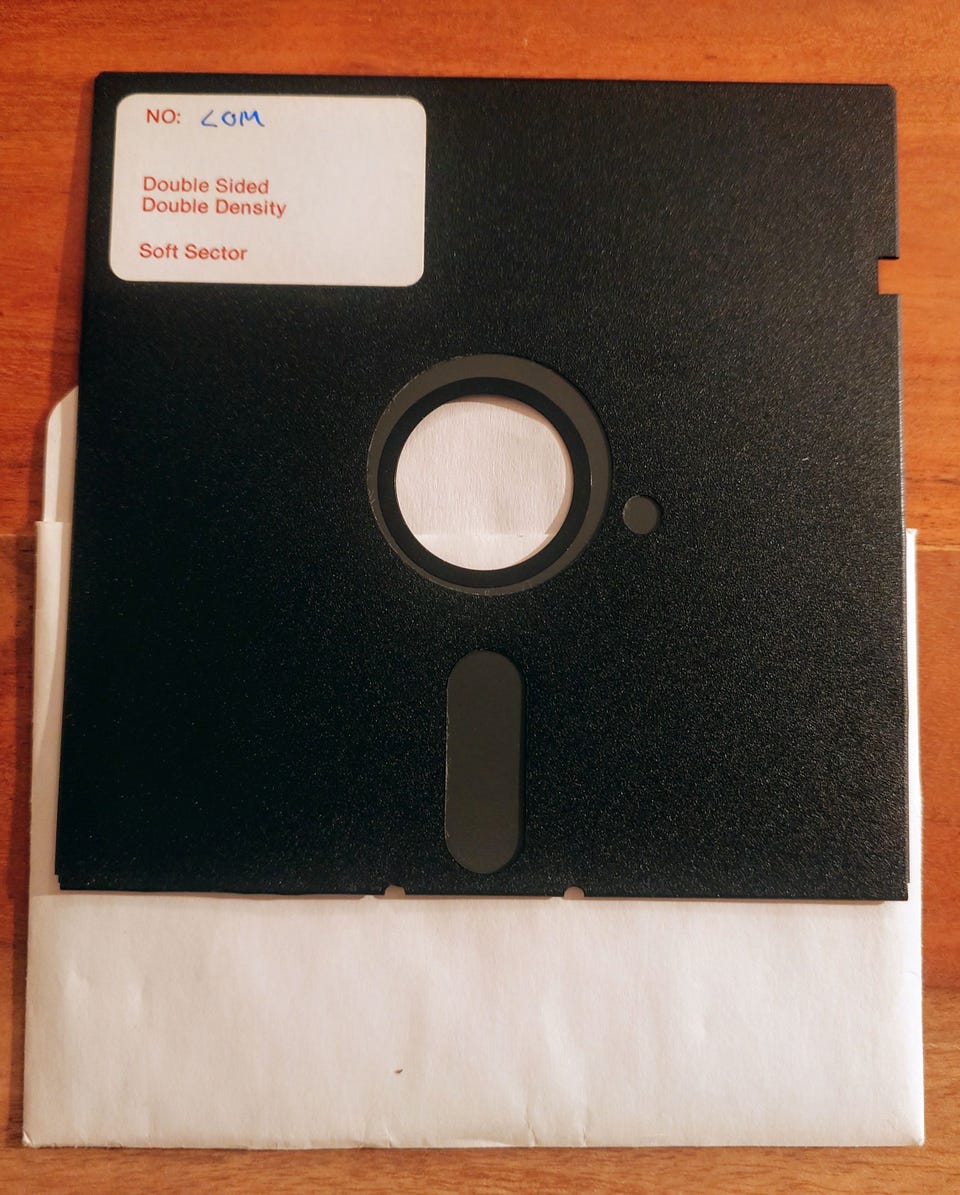 NO: COM
Double Sided
Double Density
Soft Sector